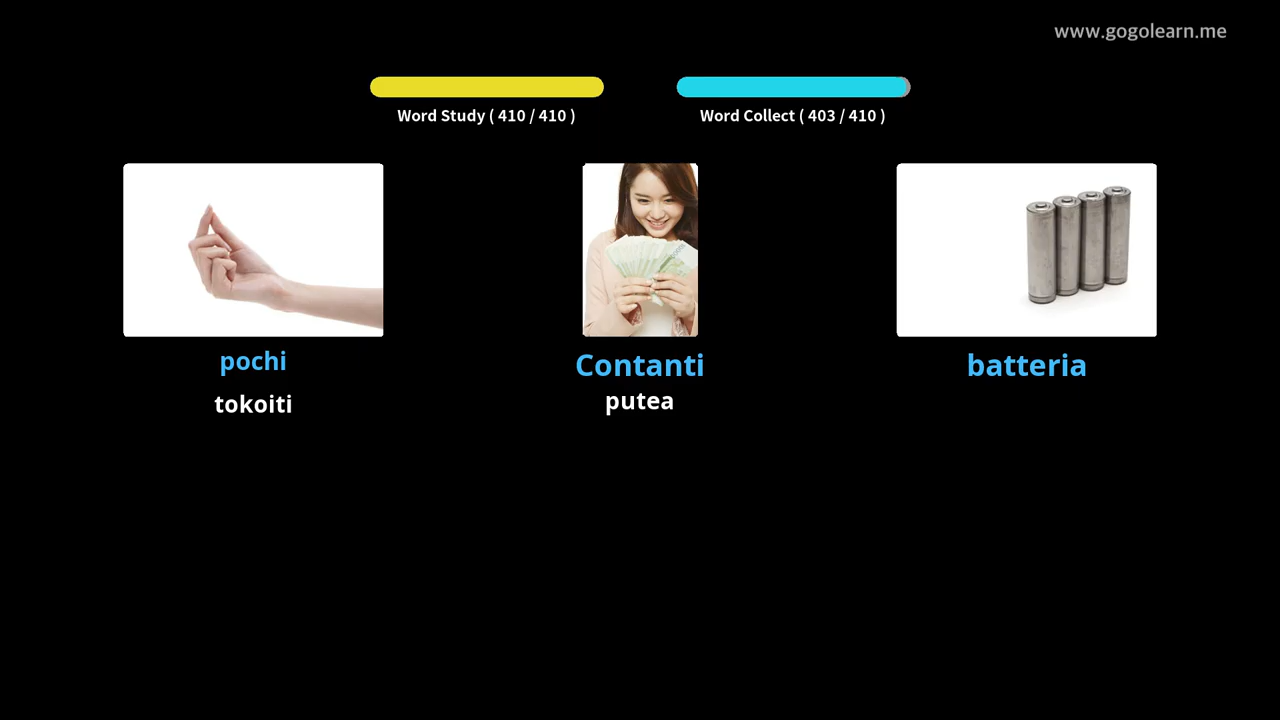 www.gogolearn.me
Word Study ( 410 / 410 )
Word Collect ( 403 / 410 )
pochi
tokoiti
Contanti
putea
batteria